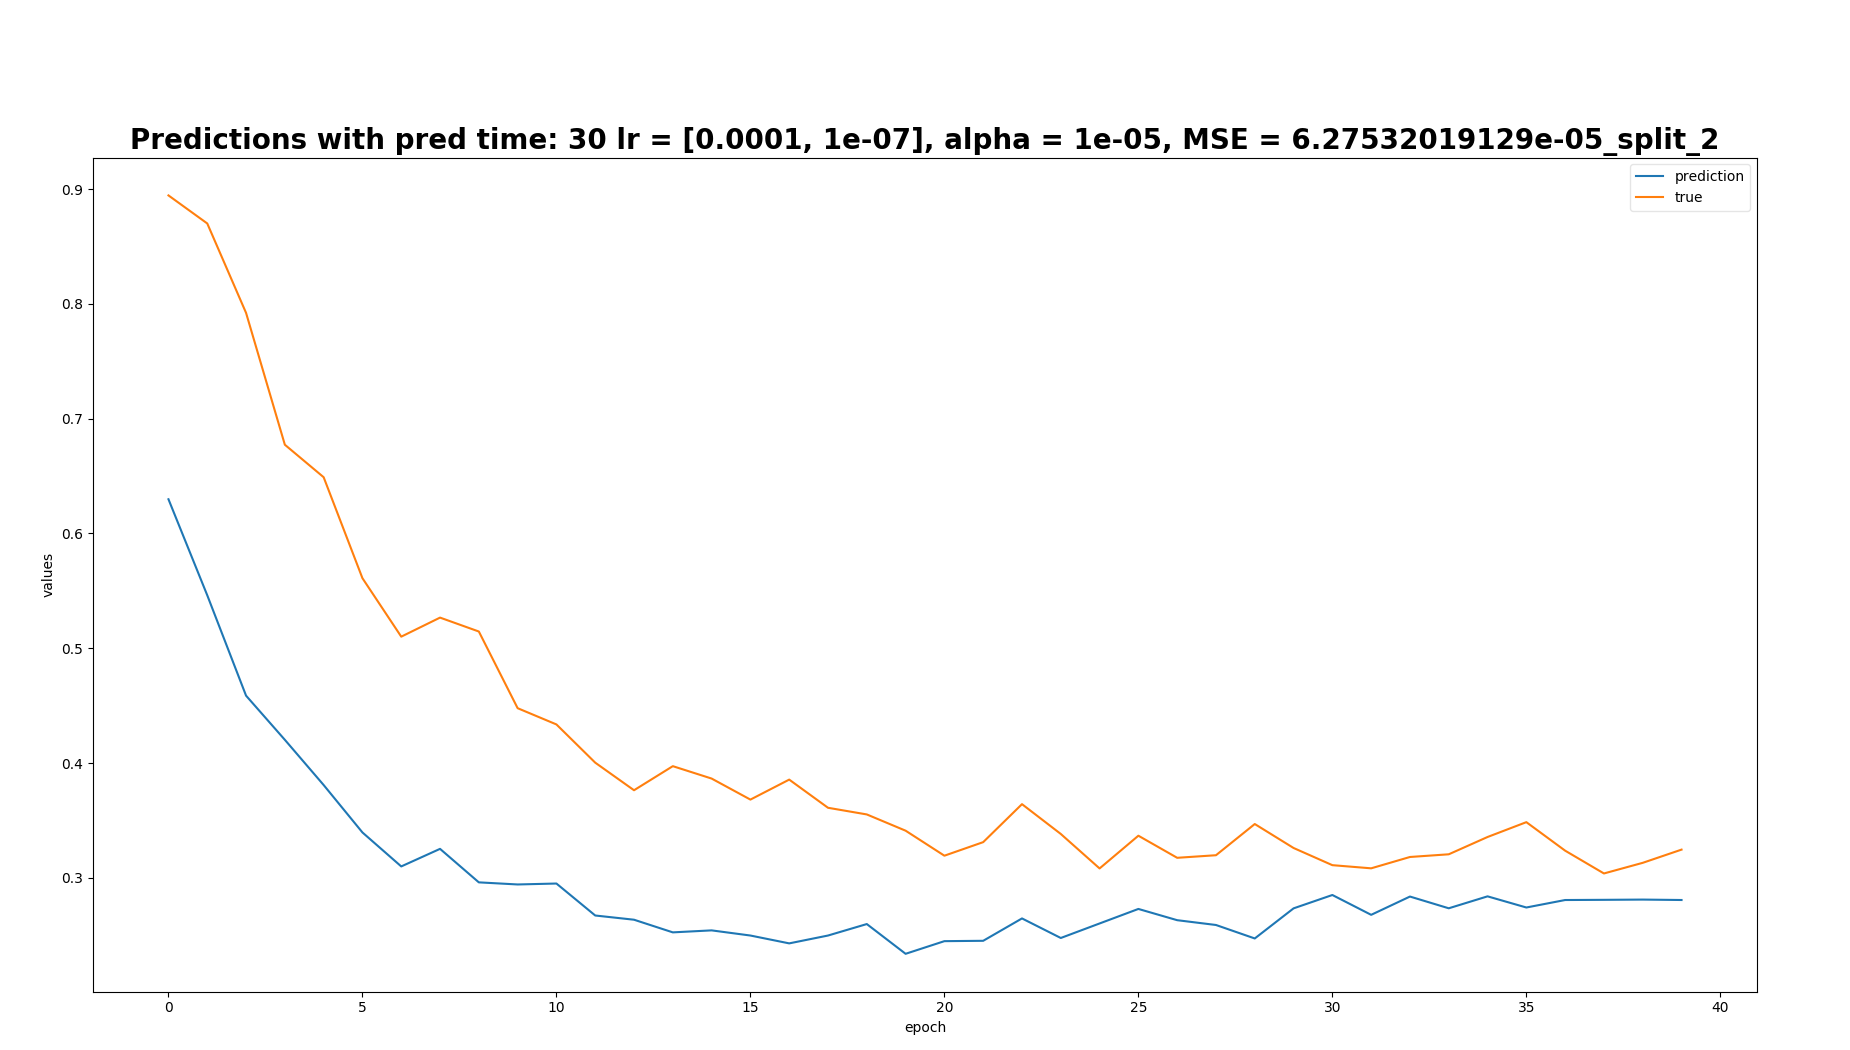 Predictions with pred time: 30 lr = [0.0001, 1e-07], alpha = 1e-05, MSE = 6.27532019129e-05_split_2
prediction
true
0.9
0.8
0.7
0.6
0.5
0.4
0.3
values
0 5 10 15 20 25 30 35 40
epoch